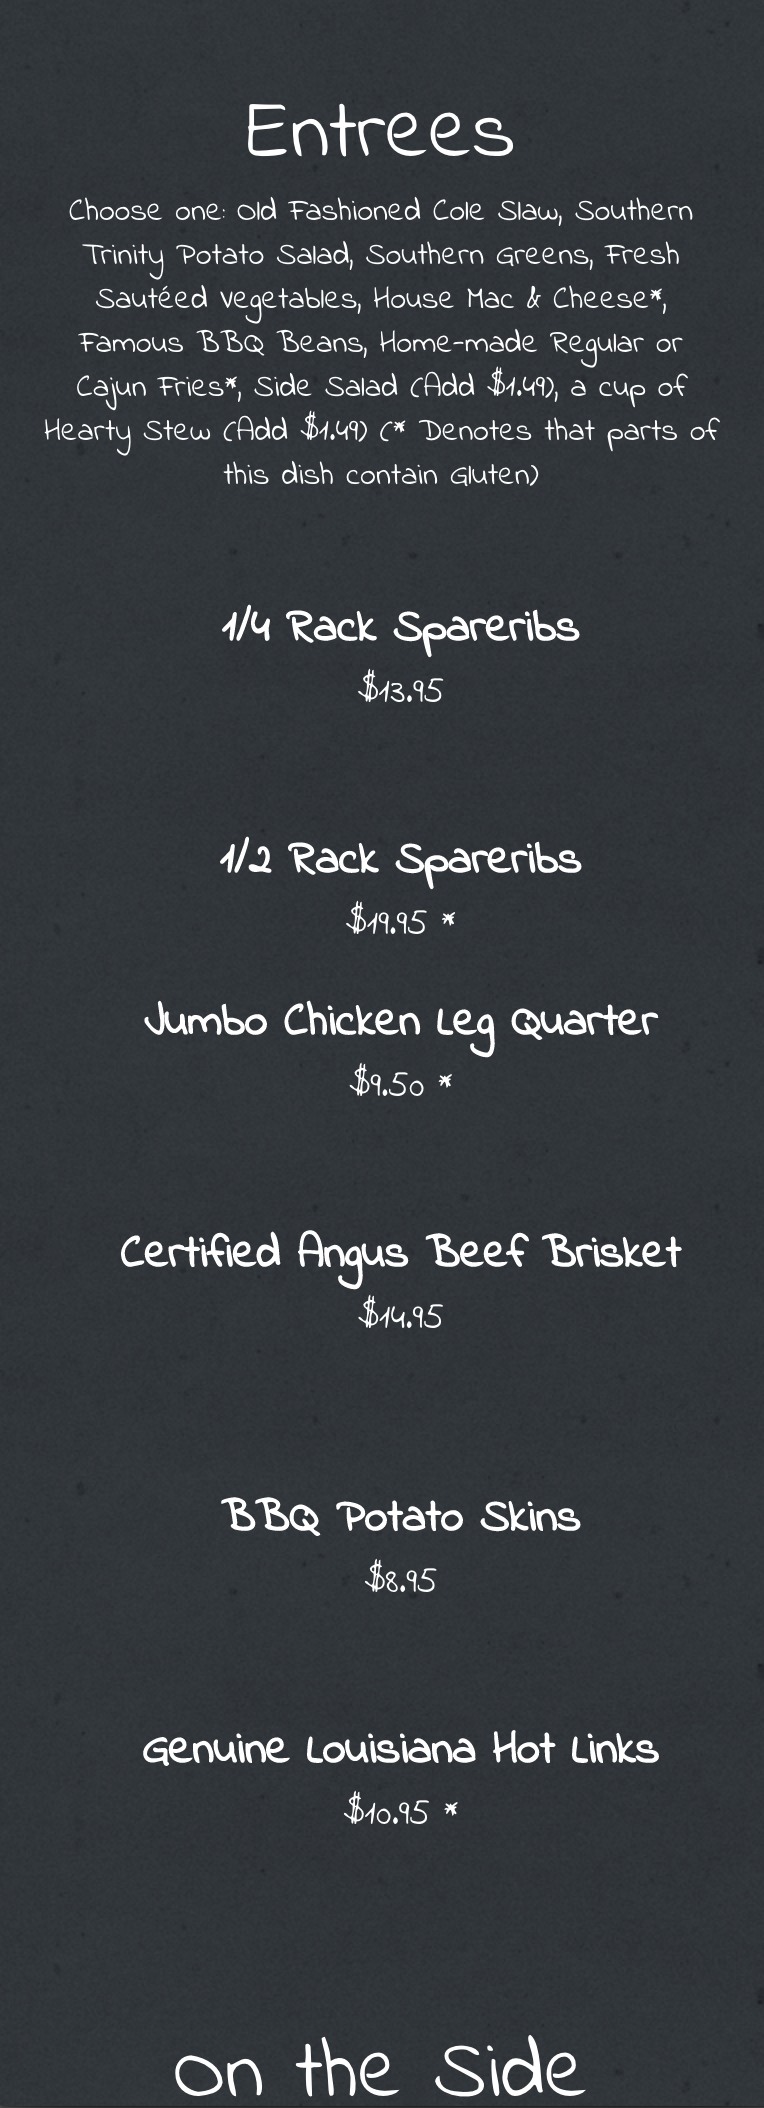 Entrees
Choose one: Old Fashioned Cole Slaw, Southern
Trinity Potato Salad, Southern Greens, Fresh
Sautéed Vegetables, House Mac & Cheese*,
Famous BBQ Beans, Home-made Regular or
Cajun Fries*, Side Salad (Add $1.49), a cup of
Hearty Stew (Add $1.49) (* Denotes that parts of
this dish contain Gluten)
1/4 Rack Spareribs
$13.95
1/2 Rack Spareribs
$19.95 *
Jumbo Chicken Leg Quarter
$9.50 *
Certified Angus Beef Brisket
$14.95
BBQ Potato Skins
$8.95
Genuine Louisiana Hot Links
$10.95 *
On the Side